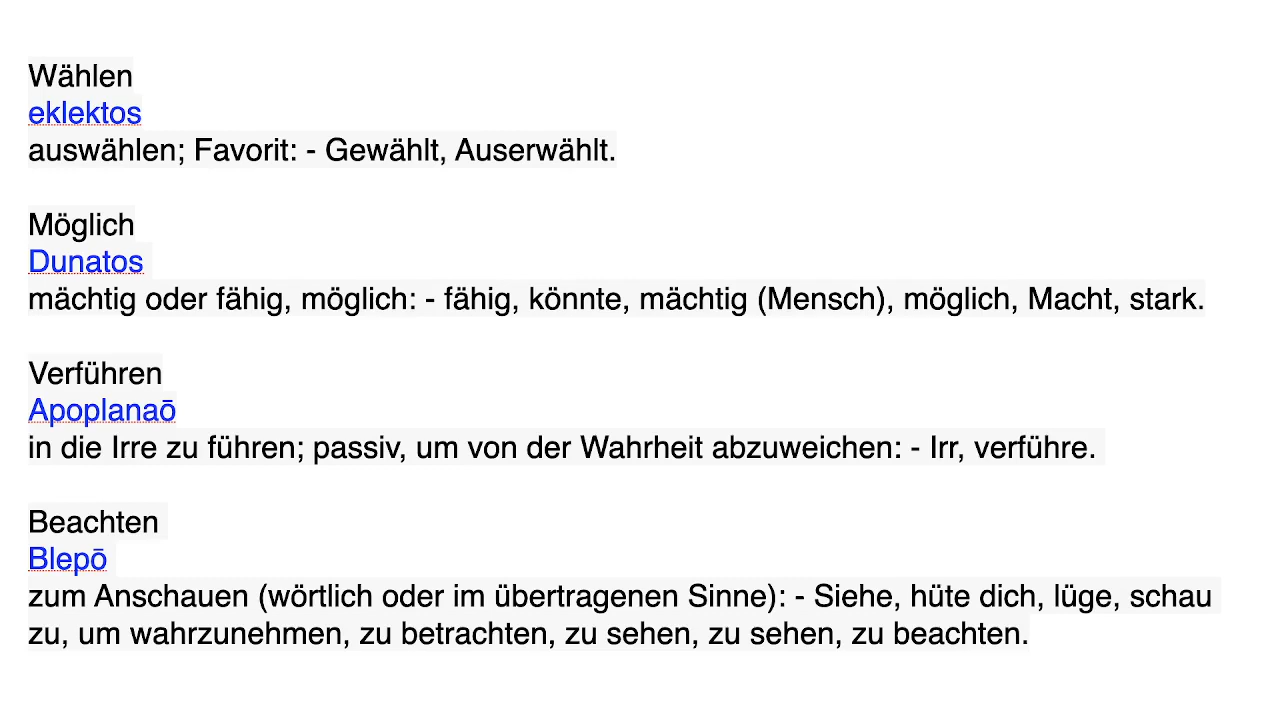 Wählen
eklektos
auswählen; Favorit: - Gewählt, Auserwählt.
Möglich
Dunatos
mächtig oder fähig, möglich: - fähig, könnte, mächtig (Mensch), möglich, Macht, stark.
Verführen
Apoplanaō
in die Irre zu führen; passiv, um von der Wahrheit abzuweichen: - Irr, verführe.
Beachten
Blepō
zum Anschauen (wörtlich oder im übertragenen Sinne): - Siehe, hüte dich, lüge, schau
zu, um wahrzunehmen, zu betrachten, zu sehen, zu sehen, zu beachten.